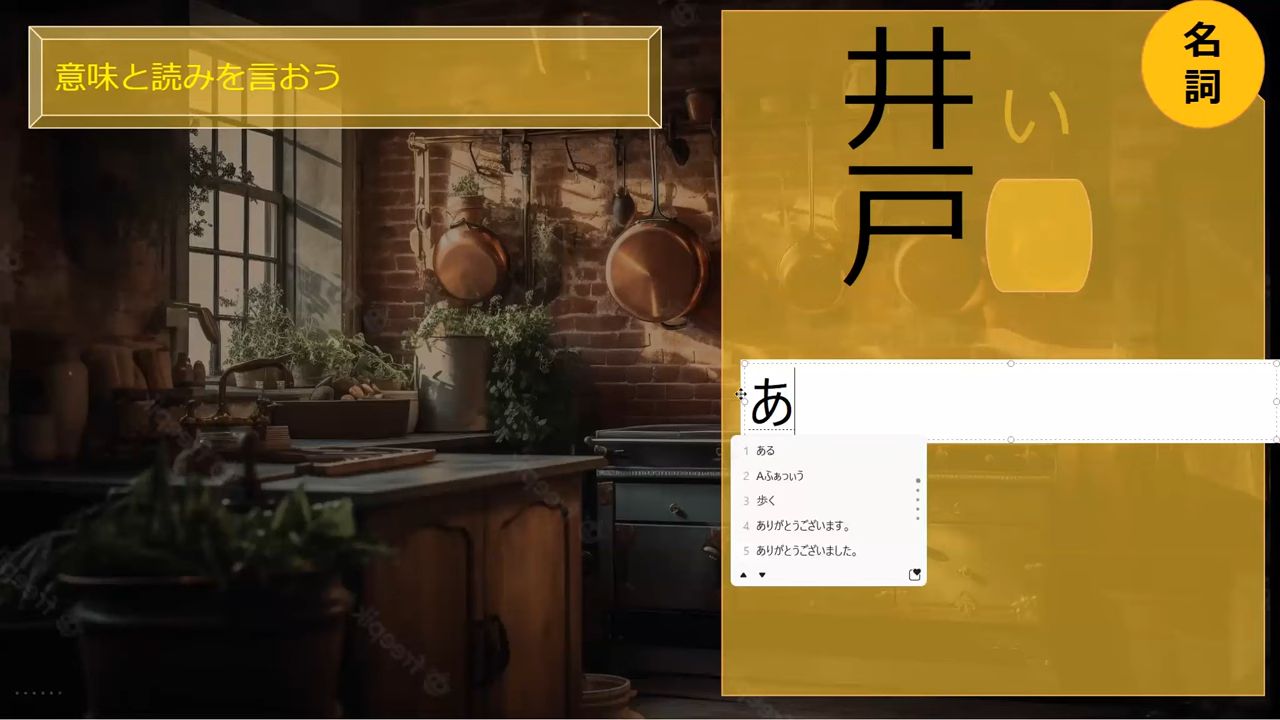 意味と読みを言おう
井戸
い
名詞
あ
1 ある
2 Aふぁっいう
3 歩く
4 ありがとうございます。
5 ありがとうございました。
freepik